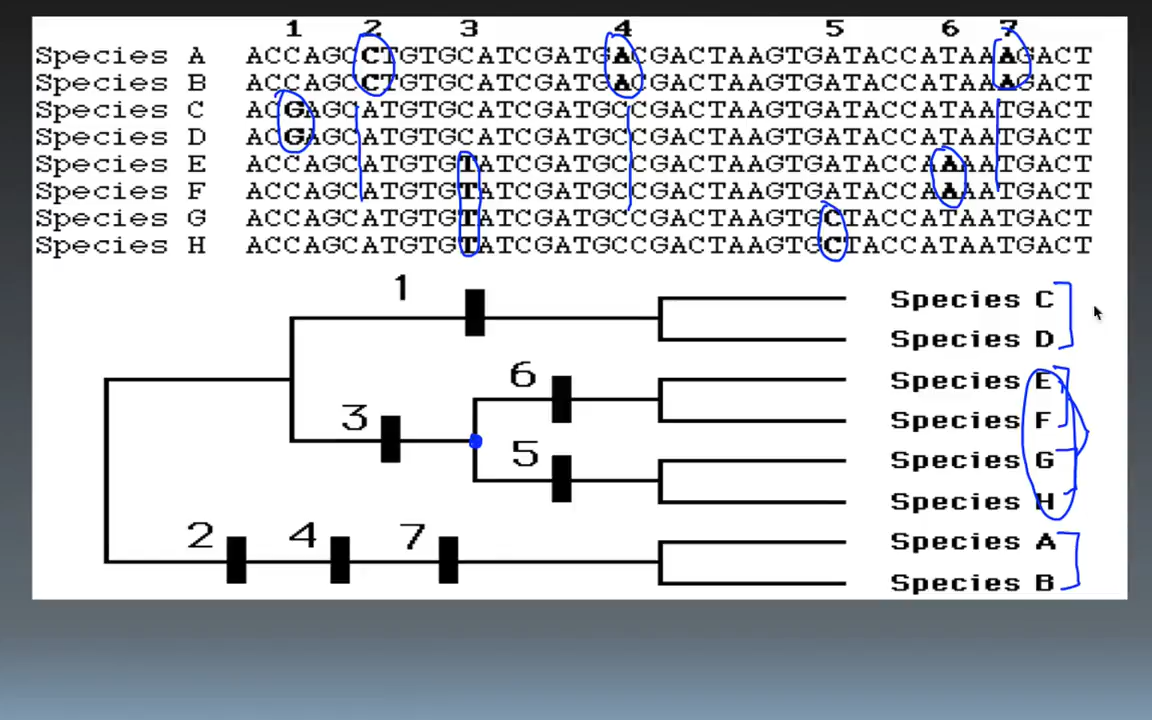 1 2 3 4 5 6 7
Species A ACCAGCCTGTGCATCGATGACGACTAAGTGATACCATAAAGACT
Species B ACCAGCCTGTGCATCGATGACGACTAAGTGATACCATAAAGACT
Species C ACGAGCATGTGCATCGATGCCGACTAAGTGATACCATAATGACT
Species D ACGAGCATGTGCATCGATGCCGACTAAGTGATACCATAATGACT
Species E ACCAGCATGTGTATCGATGCCGACTAAGTGATACCAAAATGACT
Species F ACCAGCATGTGTATCGATGCCGACTAAGTGATACCAAAATGACT
Species G ACCAGCATGTGTATCGATGCCGACTAAGTGCTACCATAATGACT
Species H ACCAGCATGTGTATCGATGCCGACTAAGTGCTACCATAATGACT
1 Species C
Species D
6 Species E
3 Species F
5 Species G
Species H
2 4 7 Species A
Species B